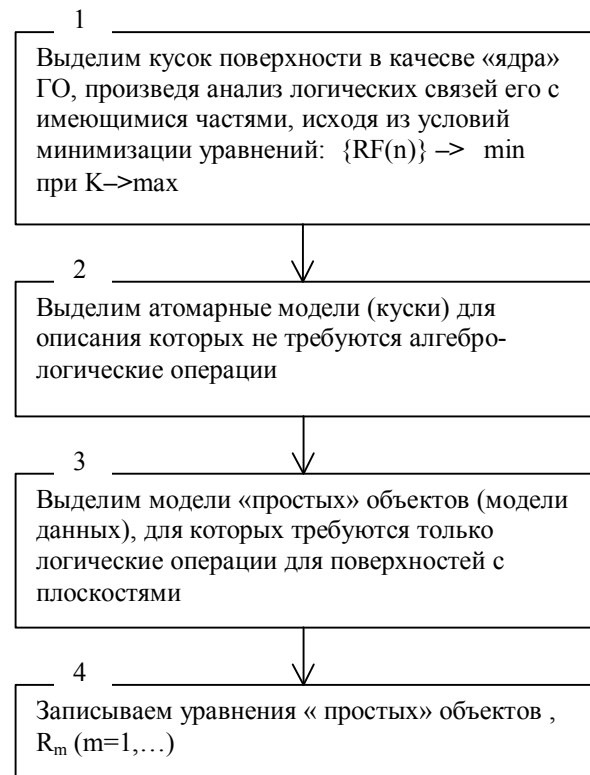 1
Выделим кусок поверхности в качесве «ядра»
ГО, произведя анализ логических связей его с
имеющимися частями, исходя из условий
минимизации уравнений: {RF(n)} –> min
при K–>max
2
Выделим атомарные модели (куски) для
описания которых не требуются алгебро-
логические операции
3
Выделим модели «простых» объектов (модели
данных), для которых требуются только
логические операции для поверхностей с
плоскостями
4
Записываем уравнения « простых» объектов ,
Rₘ (m=1,…)